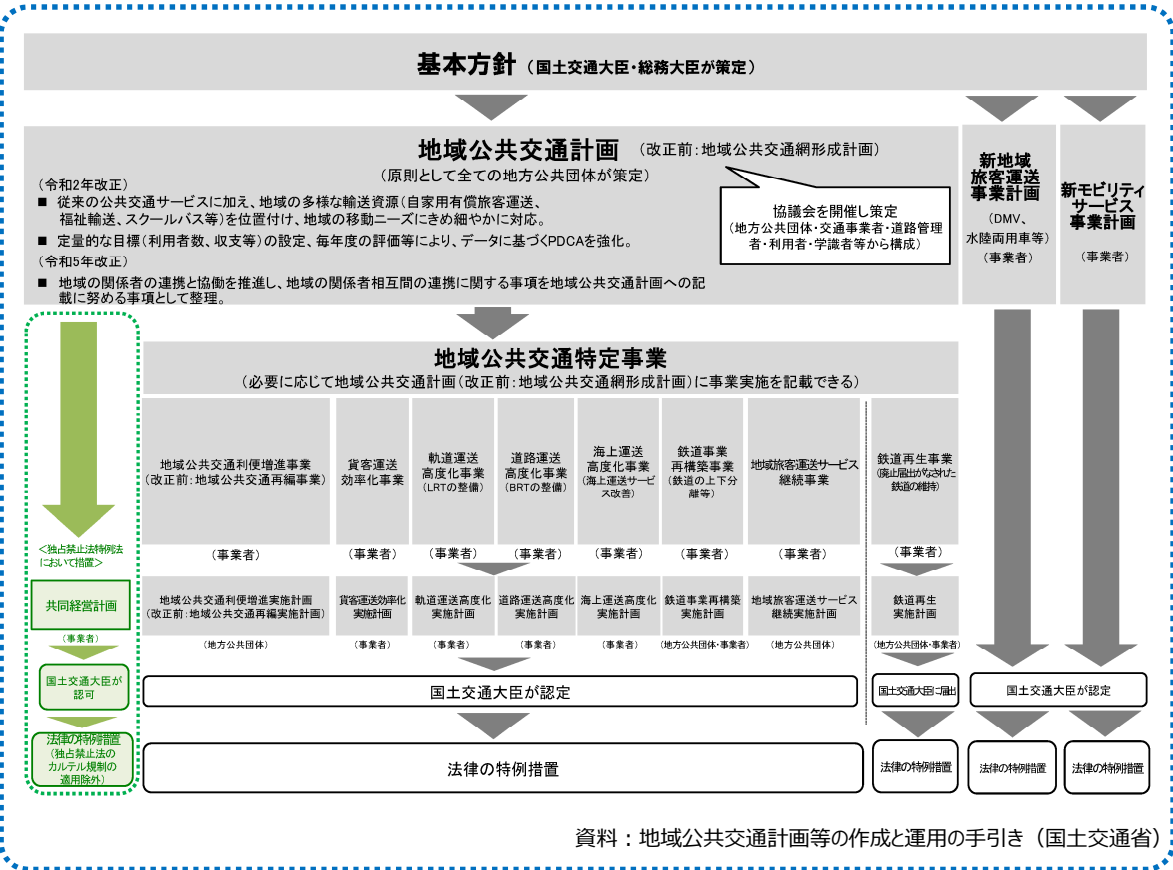 基本方針（国土交通大臣・総務大臣が策定）
地域公共交通計画（改正前：地域公共交通網形成計画）
（原則として全ての地方公共団体が策定）
（令和2年改正）
■ 従来の公共交通サービスに加え、地域の多様な輸送資源（自家用有償旅客運送、
福祉輸送、スクールバス等）を位置付け、地域の移動ニーズにきめ細やかに対応。
■ 定量的な目標（利用者数、収支等）の設定、毎年度の評価等により、データに基づくPDCAを強化。
（令和5年改正）
■ 地域の関係者の連携と協働を推進し、地域の関係者相互間の連携に関する事項を地域公共交通計画への記
載に努める事項として整理。
協議会を開催し策定
（地方公共団体・交通事業者・道路管理
者・利用者・学識者等から構成）
新地域
旅客運送
事業計画
（DMV、
水陸両用車等）
（事業者）
新モビリティ
サービス
事業計画
（事業者）
地域公共交通特定事業
（必要に応じて地域公共交通計画（改正前：地域公共交通網形成計画）に事業実施を記載できる）
地域公共交通利便増進事業
（改正前：地域公共交通再編事業）
貨客運送
効率化事業
軌道運送
高度化事業
（LRTの整備）
道路運送
高度化事業
（BRTの整備）
海上運送
高度化事業
（海上運送サービ
ス改善）
鉄道事業
再構築事業
（鉄道の上下分
離等）
地域旅客運送サービス
継続事業
鉄道再生事業
（廃止届出がなされた
鉄道の維持）
（事業者）
（事業者）
（事業者）
（事業者）
（事業者）
（事業者）
（事業者）
（事業者）
地域公共交通利便増進実施計画
（改正前：地域公共交通再編実施計画）
貨客運送効率化
実施計画
軌道運送高度化
実施計画
道路運送高度化
実施計画
海上運送高度化
実施計画
鉄道事業再構築
実施計画
地域旅客運送サービス
継続実施計画
鉄道再生
実施計画
（地方公共団体）
（事業者）
（事業者）
（事業者）
（事業者）
（地方公共団体・事業者）
（地方公共団体）
（地方公共団体・事業者）
国土交通大臣が認定
国土交通大臣に届出
国土交通大臣が認定
法律の特例措置
法律の特例措置
法律の特例措置
法律の特例措置
＜独占禁止法特例法
において措置＞
共同経営計画
（事業者）
国土交通大臣が
認可
法律の特例措置
（独占禁止法の
カルテル規制の
適用除外）
資料：地域公共交通計画等の作成と運用の手引き（国土交通省）